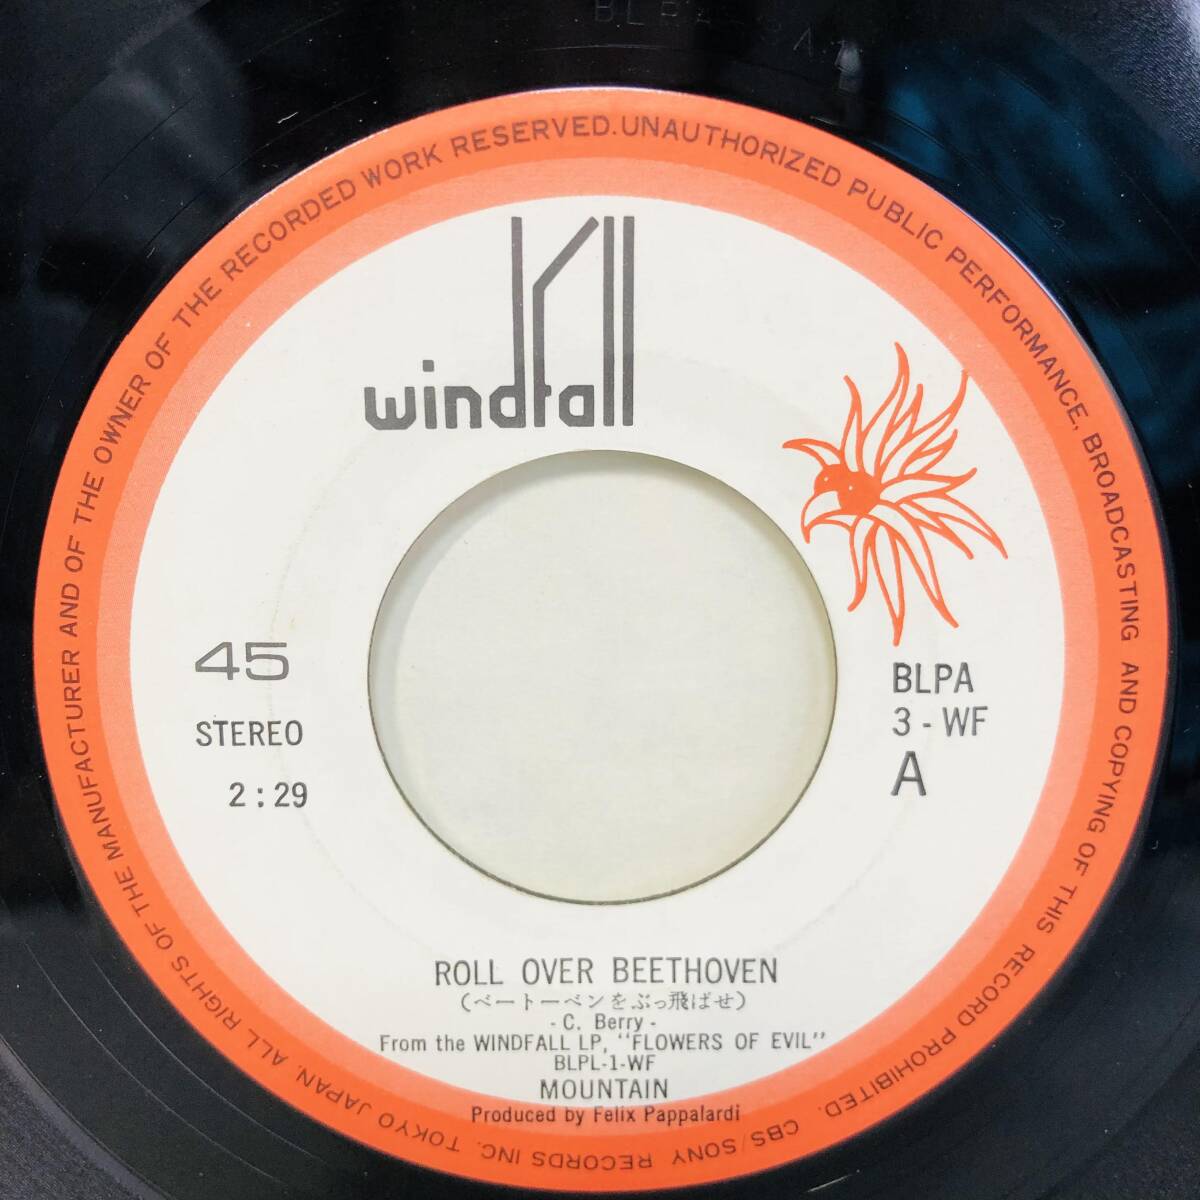 windfall
45
STEREO
2:29
BLPA
3 - WF
A
ROLL OVER BEETHOVEN
(ベートーベンをぶっ飛ばせ)
- C. Berry -
From the WINDFALL LP, "FLOWERS OF EVIL"
BLPL-1-WF
MOUNTAIN
Produced by Felix Pappalardi
ALL RIGHTS OF THE MANUFACTURER AND OF THE OWNER OF THE RECORDED WORK RESERVED. UNAUTHORIZED PUBLIC PERFORMANCE, BROADCASTING AND COPYING OF THIS RECORD PROHIBITED. CBS/SONY RECORDS INC. TOKYO JAPAN.